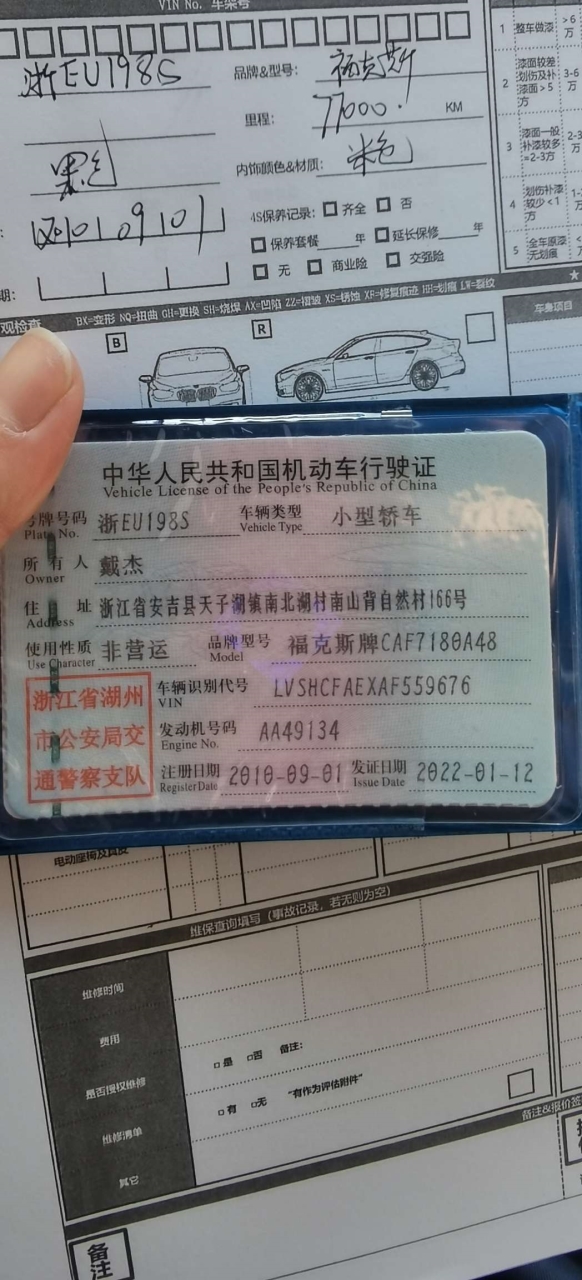 VIN No. 车架号
浙EU198S 品牌&型号: 福克斯
里程: 77000. KM
黑色 内饰颜色&材质: 米色
4S保养记录: □ 齐全 □ 否
□ 保养套餐 年 □ 延长保修 年
□ 无 □ 商业险 □ 交强险
期:
1 整车做漆 >6万
2 漆面较差 划伤及补漆面>5方 3-6万
3 漆面一般 补漆较多=2-3方
4 划伤补漆较少<1方
5 全车原漆无划痕
观检查 BX=变形 NQ=扭曲 GH=更换 SH=烧焊 AX=凹陷 ZZ=褶皱 XS=锈蚀 XF=修复痕迹 HH=划痕 LW=裂纹 ★
车身项目
B R
中华人民共和国机动车行驶证
Vehicle License of the People's Republic of China
号牌号码 浙EU198S 车辆类型 小型轿车
Plate No. Vehicle Type
所有人 戴杰
Owner
住址 浙江省安吉县天子湖镇南北湖村南山背自然村166号
Address
使用性质 非营运 品牌型号 福克斯牌CAF7180A48
Use Character Model
浙江省湖州市公安局交通警察支队
车辆识别代号 LVSHCFAEXAF559676
VIN
发动机号码 AA49134
Engine No.
注册日期 2010-09-01 发证日期 2022-01-12
Register Date Issue Date
维保查询填写（事故记录，若无则为空）
维修时间
费用
是否授权维修 □是 □否 备注:
维修清单 □有 □无 "有作为评估附件"
其它
备注